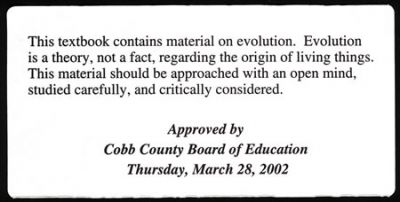 This textbook contains material on evolution. Evolution
is a theory, not a fact, regarding the origin of living things.
This material should be approached with an open mind,
studied carefully, and critically considered.
Approved by
Cobb County Board of Education
Thursday, March 28, 2002